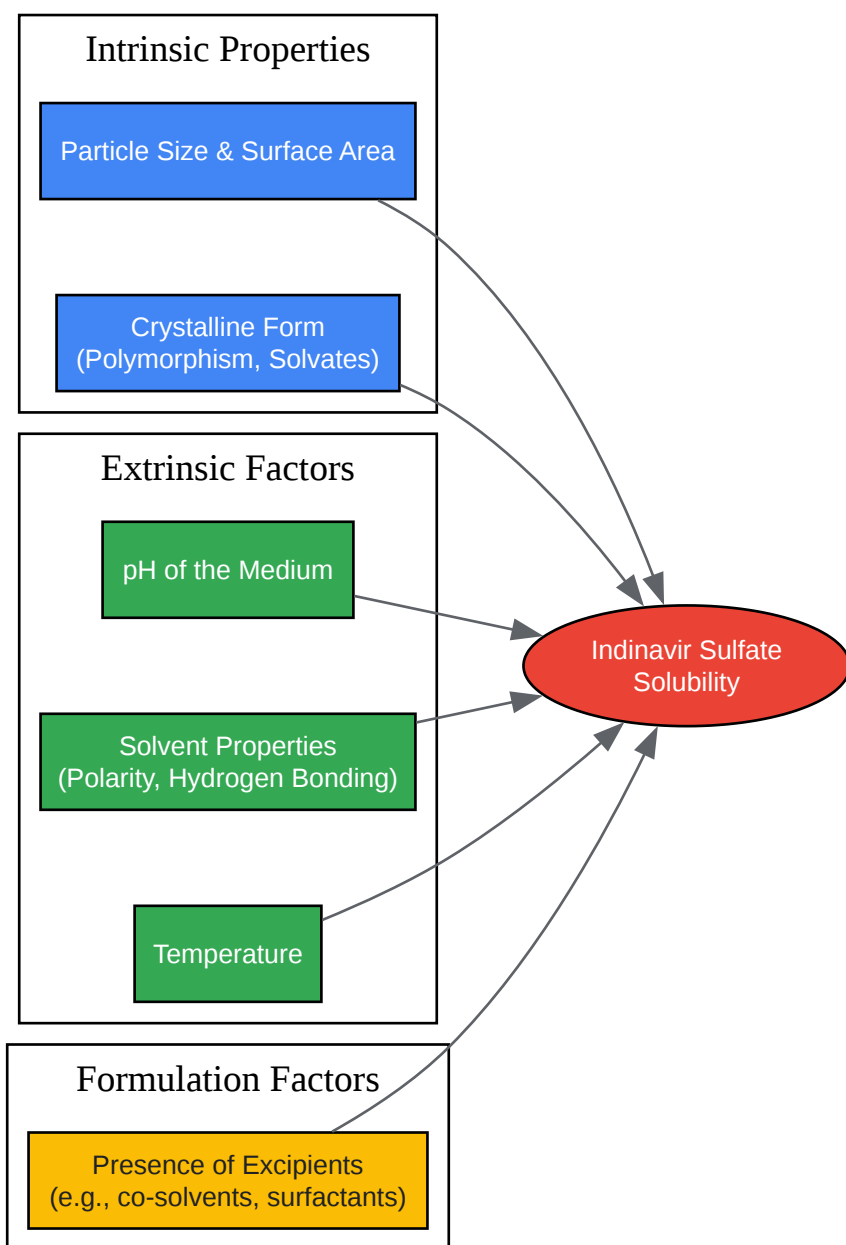 Intrinsic Properties
Particle Size & Surface Area
Crystalline Form
(Polymorphism, Solvates)
Extrinsic Factors
pH of the Medium
Solvent Properties
(Polarity, Hydrogen Bonding)
Temperature
Formulation Factors
Presence of Excipients
(e.g., co-solvents, surfactants)
Indinavir Sulfate
Solubility